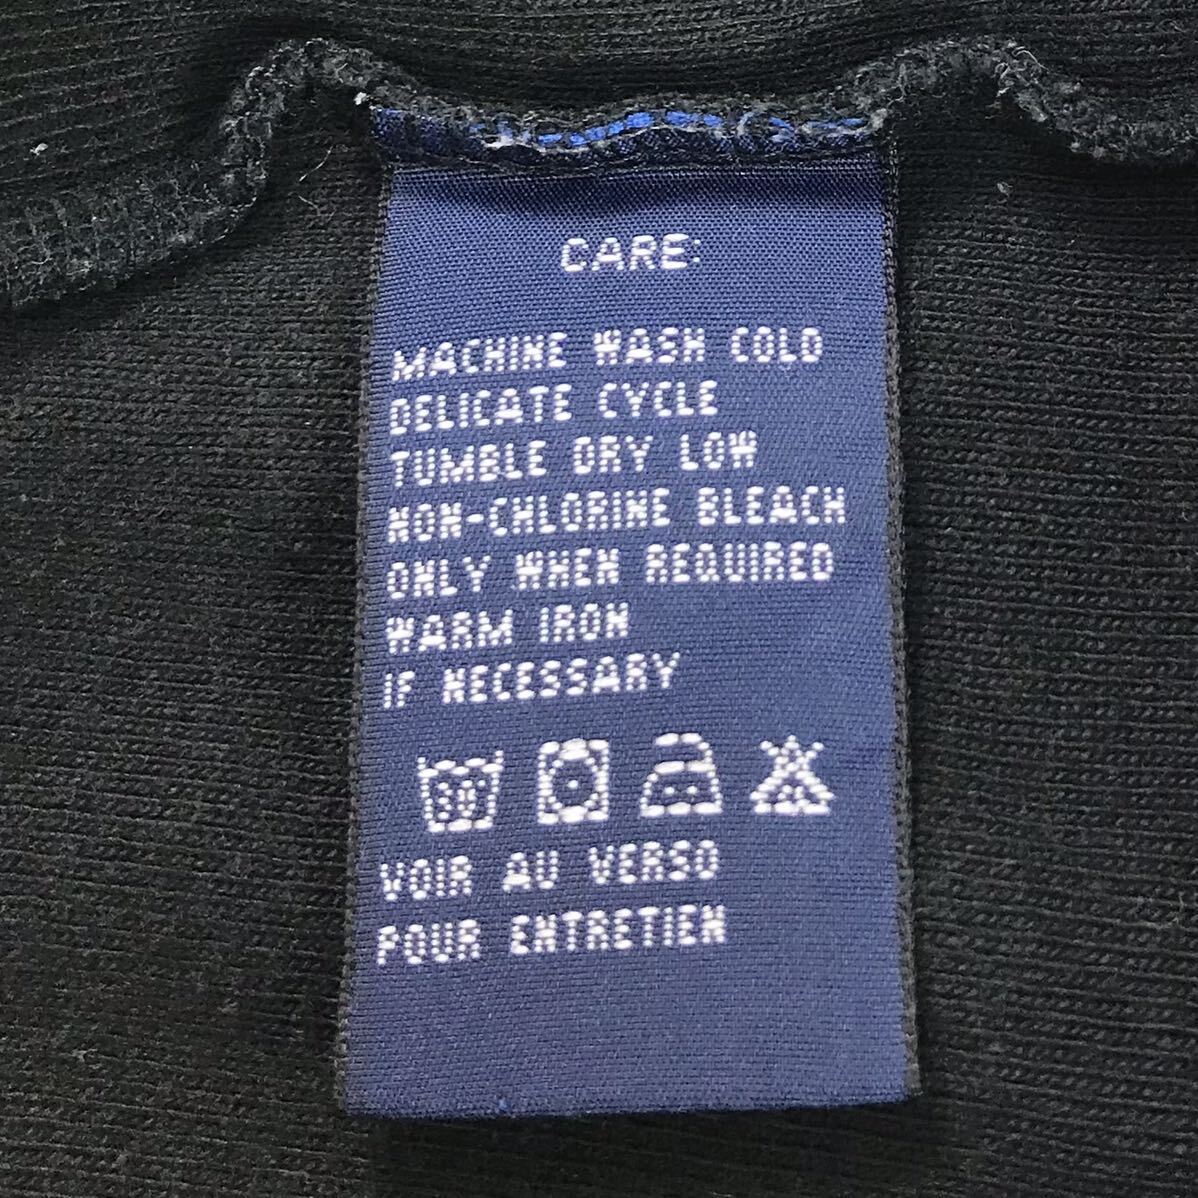 CARE:
MACHINE WASH COLD
DELICATE CYCLE
TUMBLE DRY LOW
NON-CHLORINE BLEACH
ONLY WHEN REQUIRED
WARM IRON
IF NECESSARY
30
VOIR AU VERSO
POUR ENTRETIEN